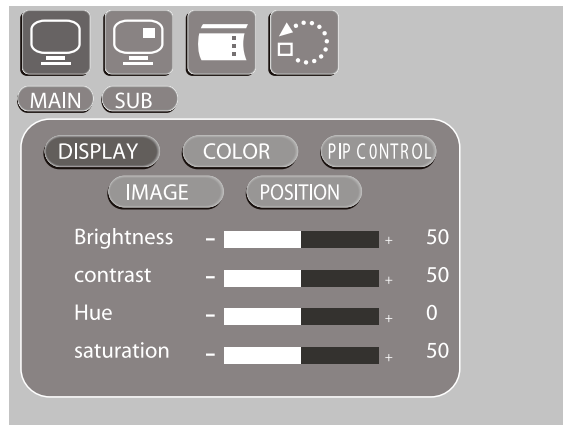 MAIN SUB
DISPLAY COLOR PIP CONTROL
IMAGE POSITION
Brightness - + 50
contrast - + 50
Hue - + 0
saturation - + 50